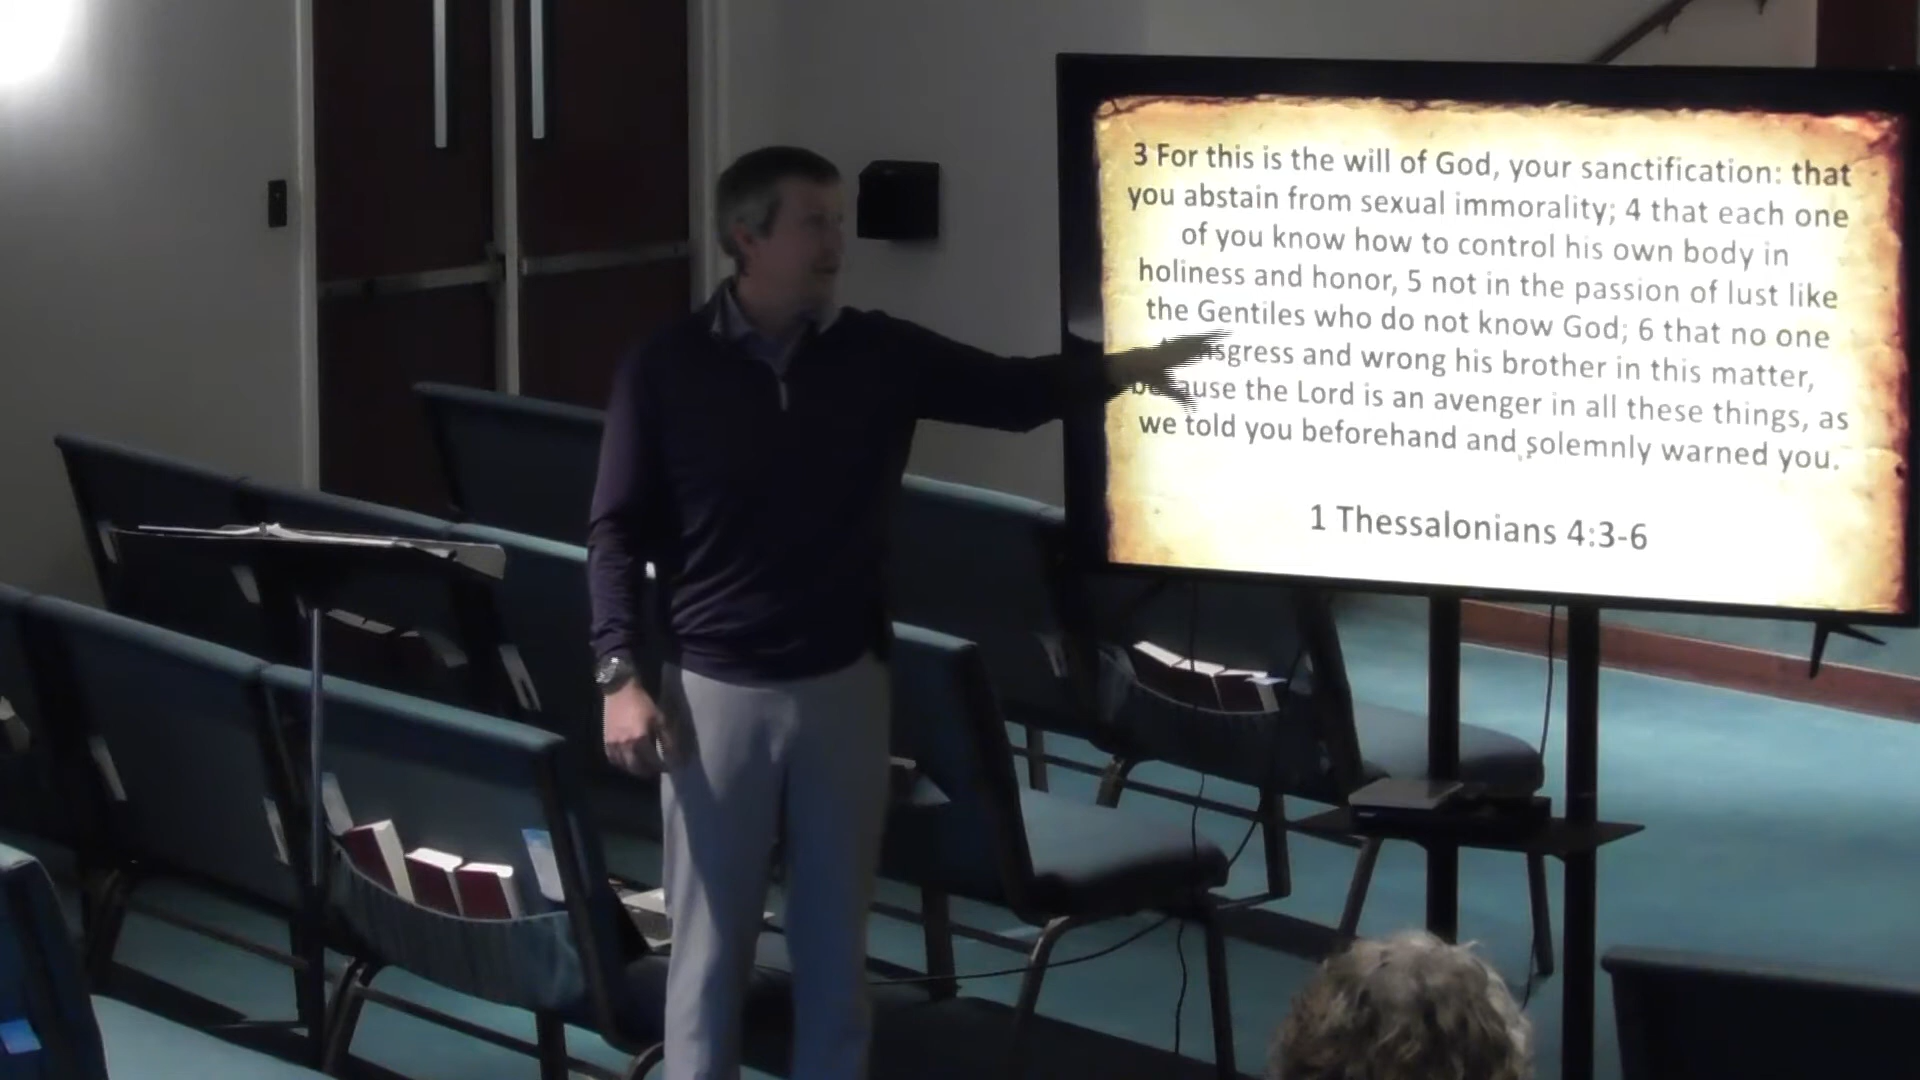 3 For this is the will of God, your sanctification: that
you abstain from sexual immorality; 4 that each one
of you know how to control his own body in
holiness and honor, 5 not in the passion of lust like
the Gentiles who do not know God; 6 that no one
and wrong his brother in this matter,
because the Lord is an avenger in all these things, as
we told you beforehand and solemnly warned you.
1 Thessalonians 4:3-6